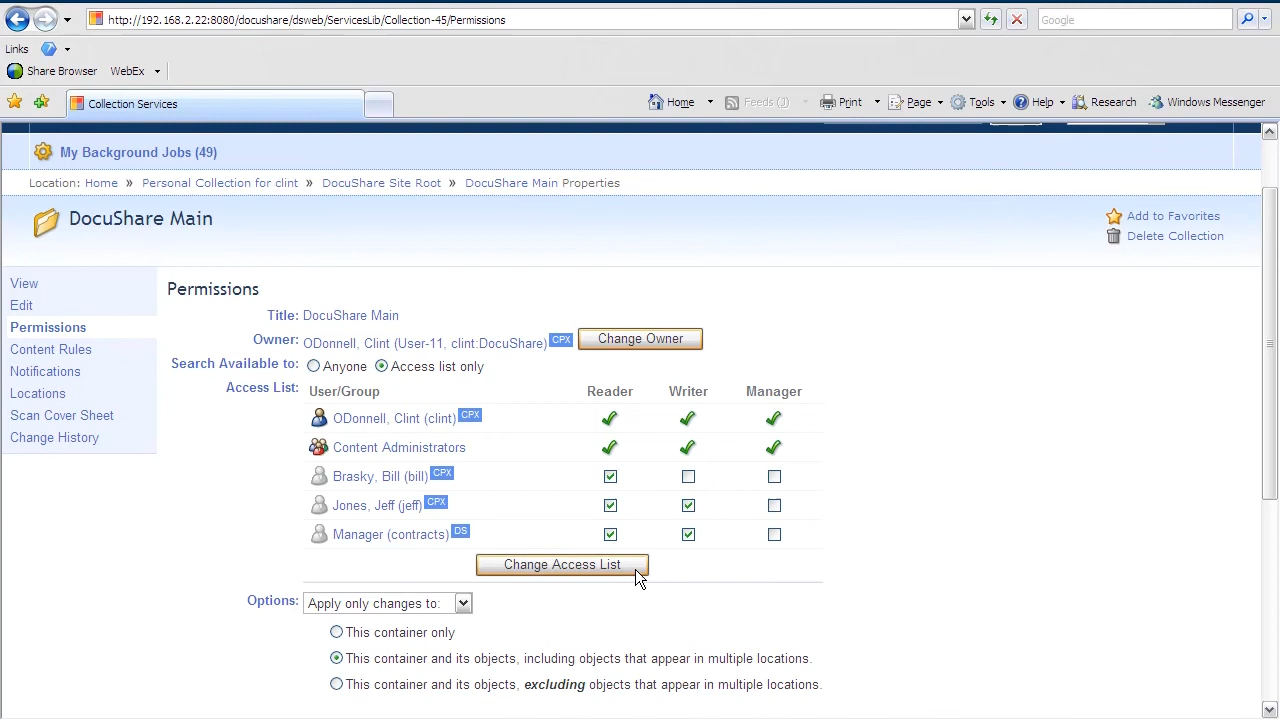 http://192.168.2.22:8080/docushare/dsweb/ServicesLib/Collection-45/Permissions
Google
Links
Share Browser WebEx
Collection Services
Home Feeds (J) Print Page Tools Help Research Windows Messenger
My Background Jobs (49)
Location: Home » Personal Collection for clint » DocuShare Site Root » DocuShare Main Properties
DocuShare Main
Add to Favorites
Delete Collection
View
Edit
Permissions
Content Rules
Notifications
Locations
Scan Cover Sheet
Change History
Permissions
Title: DocuShare Main
Owner: ODonnell, Clint (User-11, clint:DocuShare) CPX Change Owner
Search Available to: Anyone Access list only
Access List: User/Group Reader Writer Manager
ODonnell, Clint (clint) CPX
Content Administrators
Brasky, Bill (bill) CPX
Jones, Jeff (jeff) CPX
Manager (contracts) DS
Change Access List
Options: Apply only changes to:
This container only
This container and its objects, including objects that appear in multiple locations.
This container and its objects, excluding objects that appear in multiple locations.